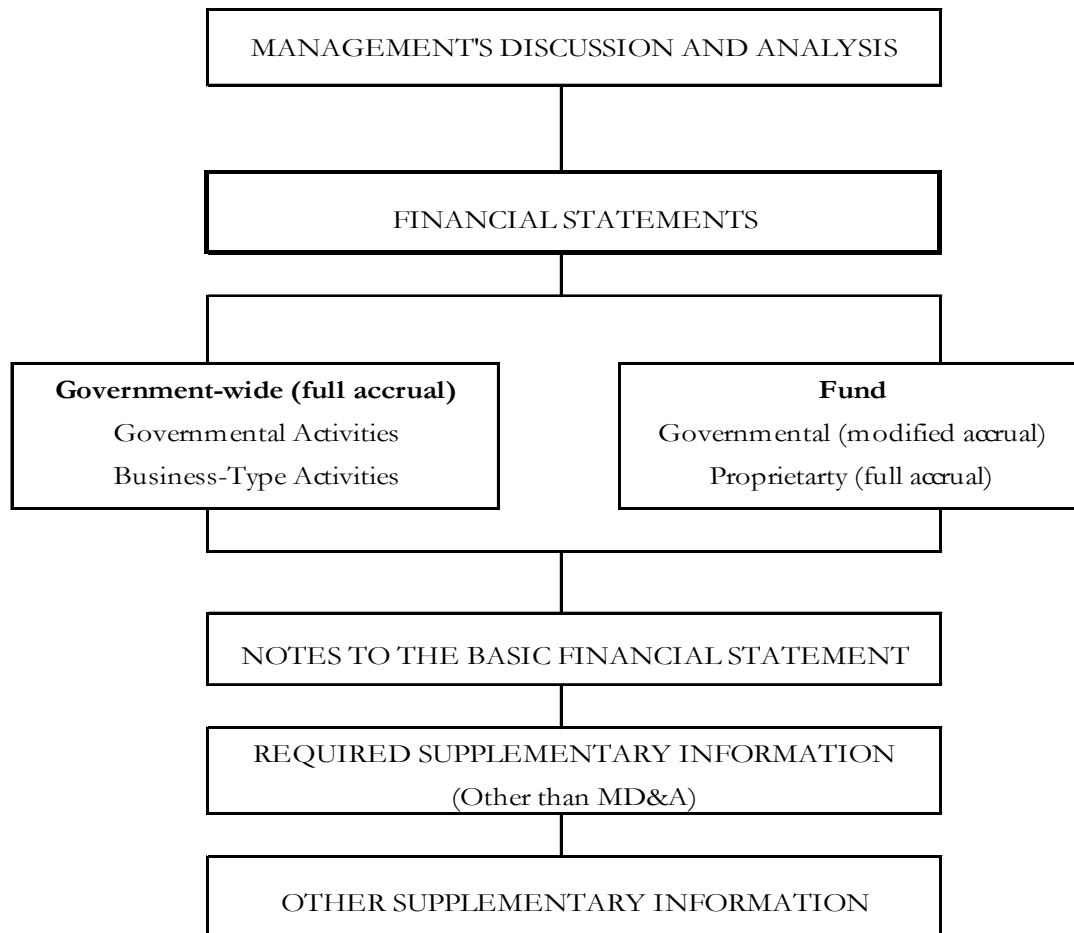 MANAGEMENT'S DISCUSSION AND ANALYSIS
FINANCIAL STATEMENTS
Government-wide (full accrual)
Governmental Activities
Business-Type Activities
Fund
Governmental (modified accrual)
Proprietarty (full accrual)
NOTES TO THE BASIC FINANCIAL STATEMENT
REQUIRED SUPPLEMENTARY INFORMATION
(Other than MD&A)
OTHER SUPPLEMENTARY INFORMATION